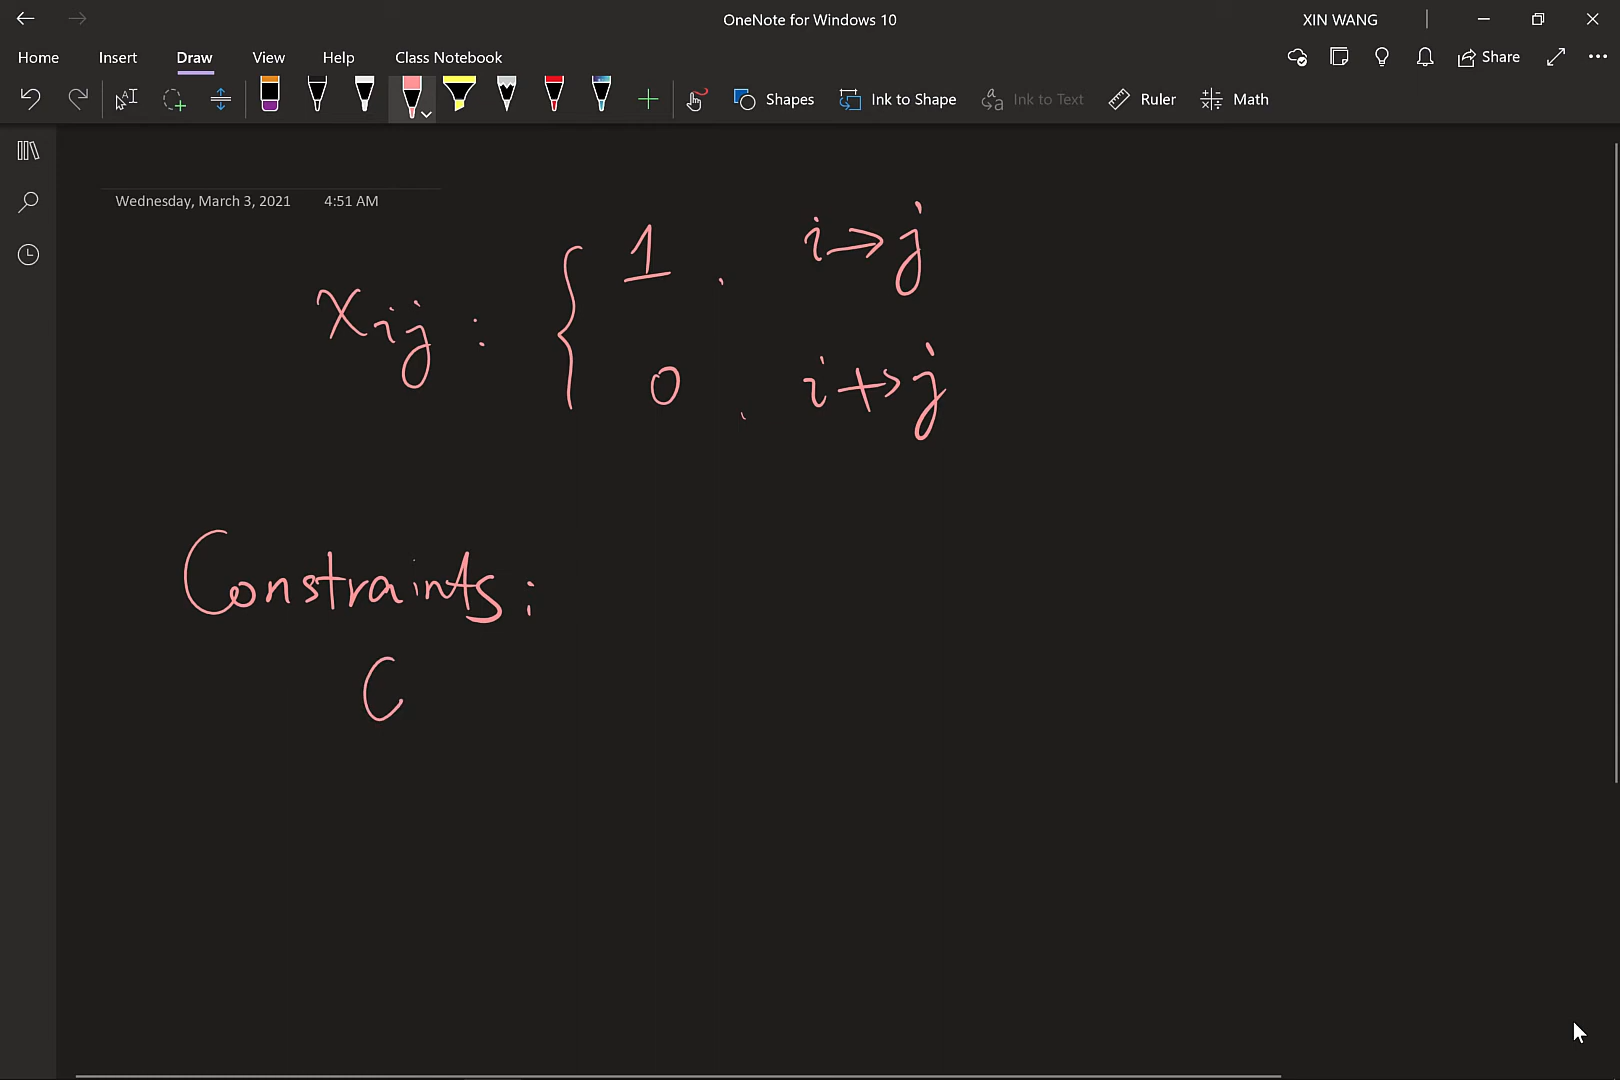 OneNote for Windows 10
XIN WANG
Home Insert Draw View Help Class Notebook
Share
Shapes Ink to Shape Ink to Text Ruler Math
Wednesday, March 3, 2021 4:51 AM
1, i→j
x_ij :
0, i↛j
Constraints:
C